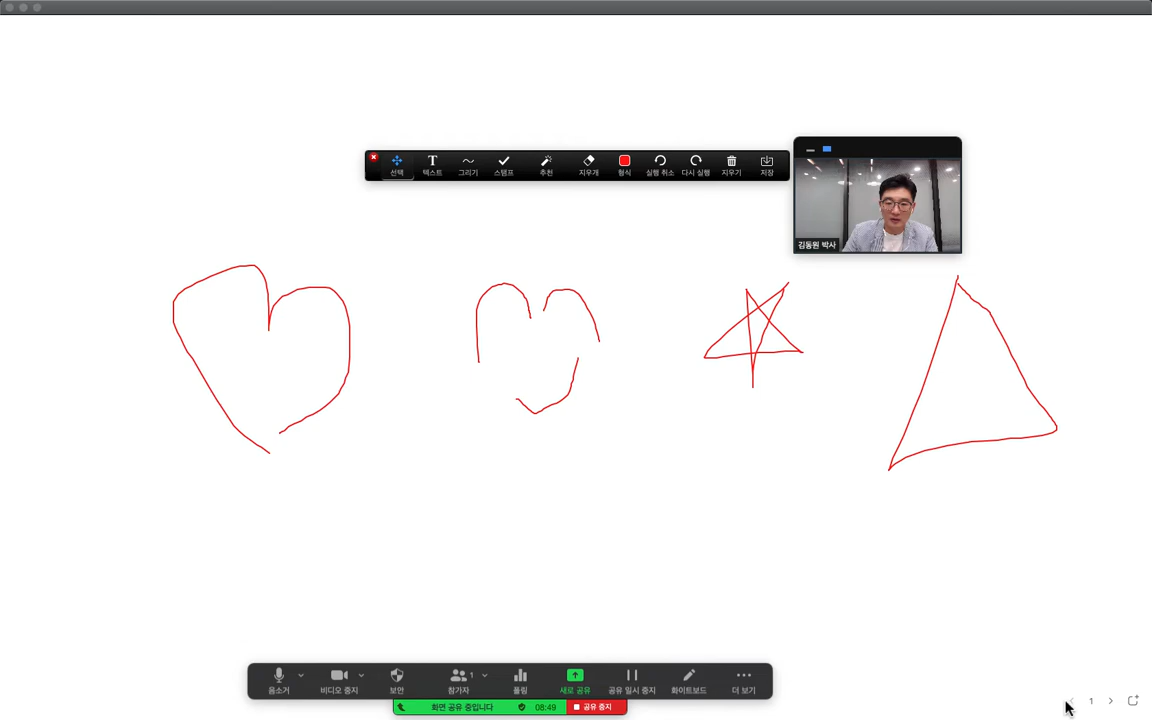 선택 텍스트 그리기 스탬프 추천 지우개 형식 실행 취소 다시 실행 지우기 저장
김동원 박사
음소거 비디오 중지 보안 참가자 1 폴링 새로 공유 공유 일시 중지 화이트보드 더 보기
화면 공유 중입니다 08:49 공유 중지
1